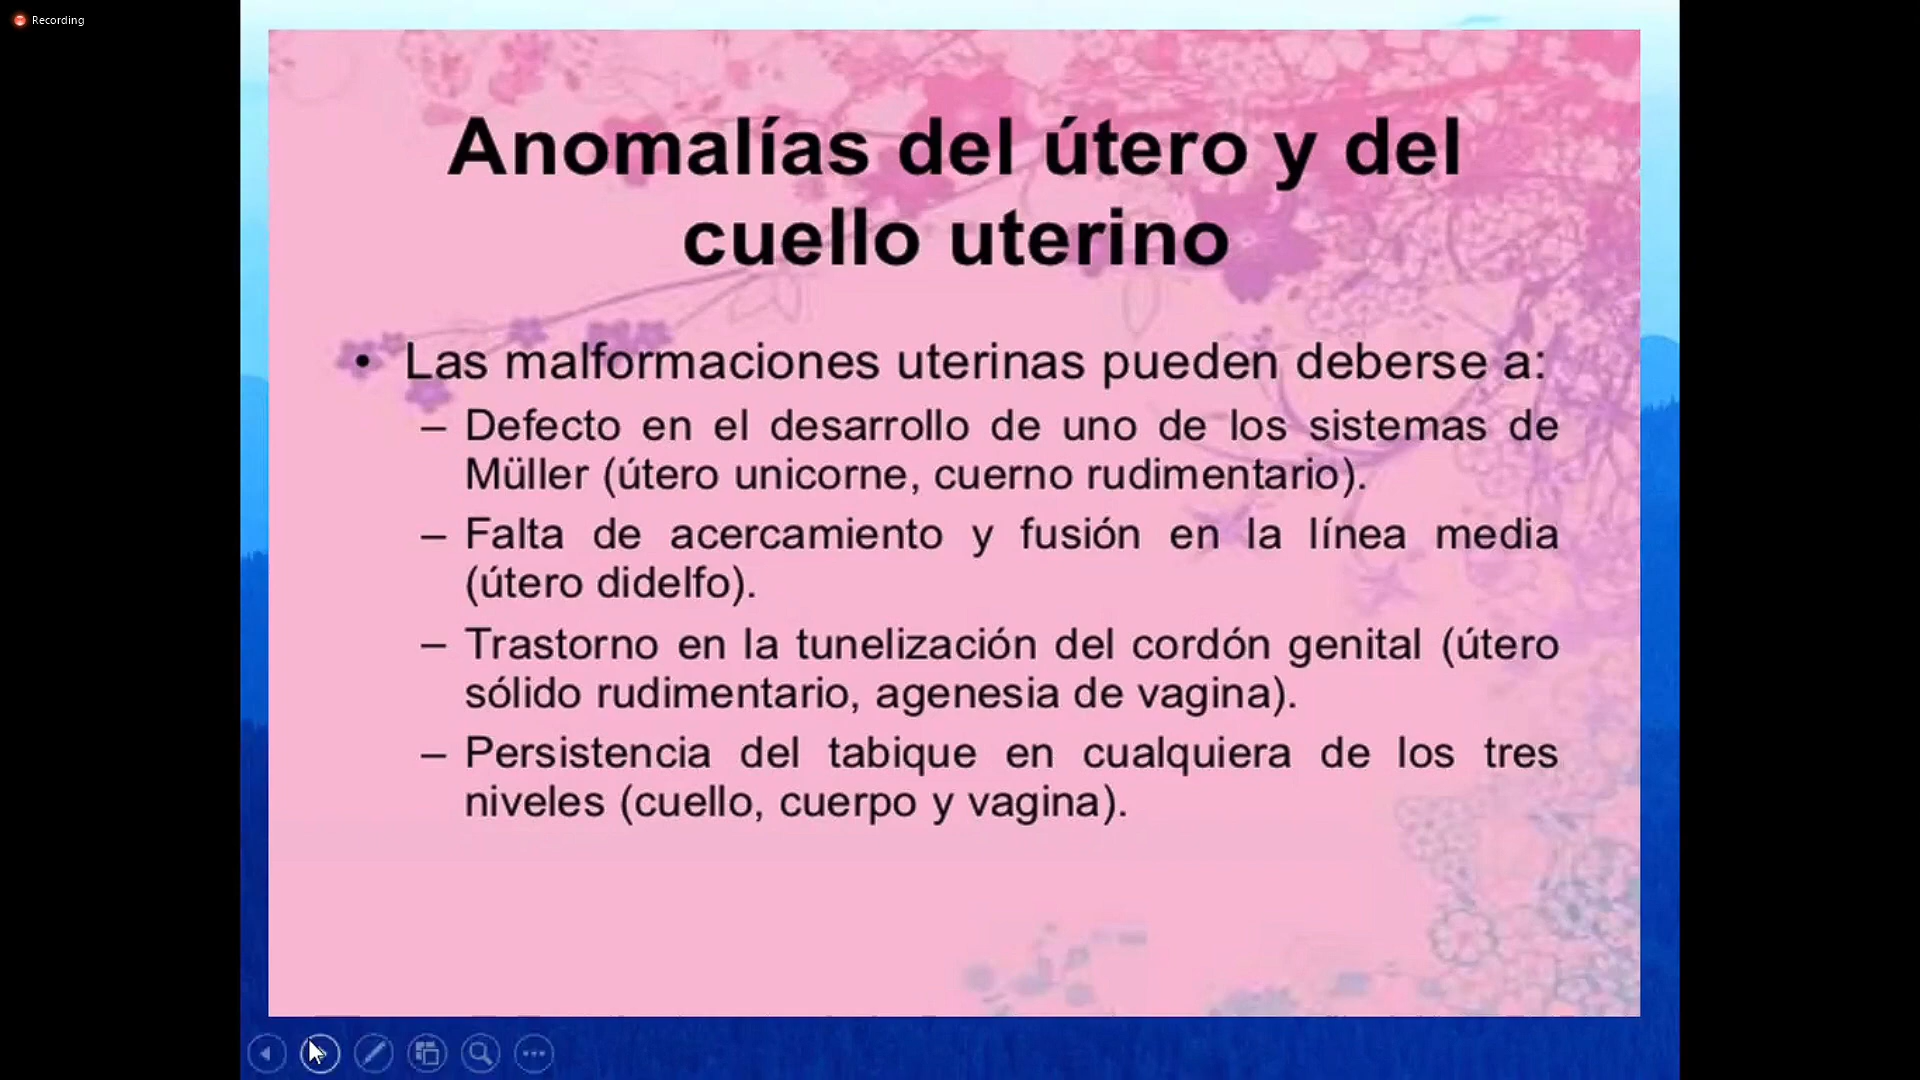 Recording
Anomalías del útero y del
cuello uterino
• Las malformaciones uterinas pueden deberse a:
– Defecto en el desarrollo de uno de los sistemas de
Müller (útero unicorne, cuerno rudimentario).
– Falta de acercamiento y fusión en la línea media
(útero didelfo).
– Trastorno en la tunelización del cordón genital (útero
sólido rudimentario, agenesia de vagina).
– Persistencia del tabique en cualquiera de los tres
niveles (cuello, cuerpo y vagina).